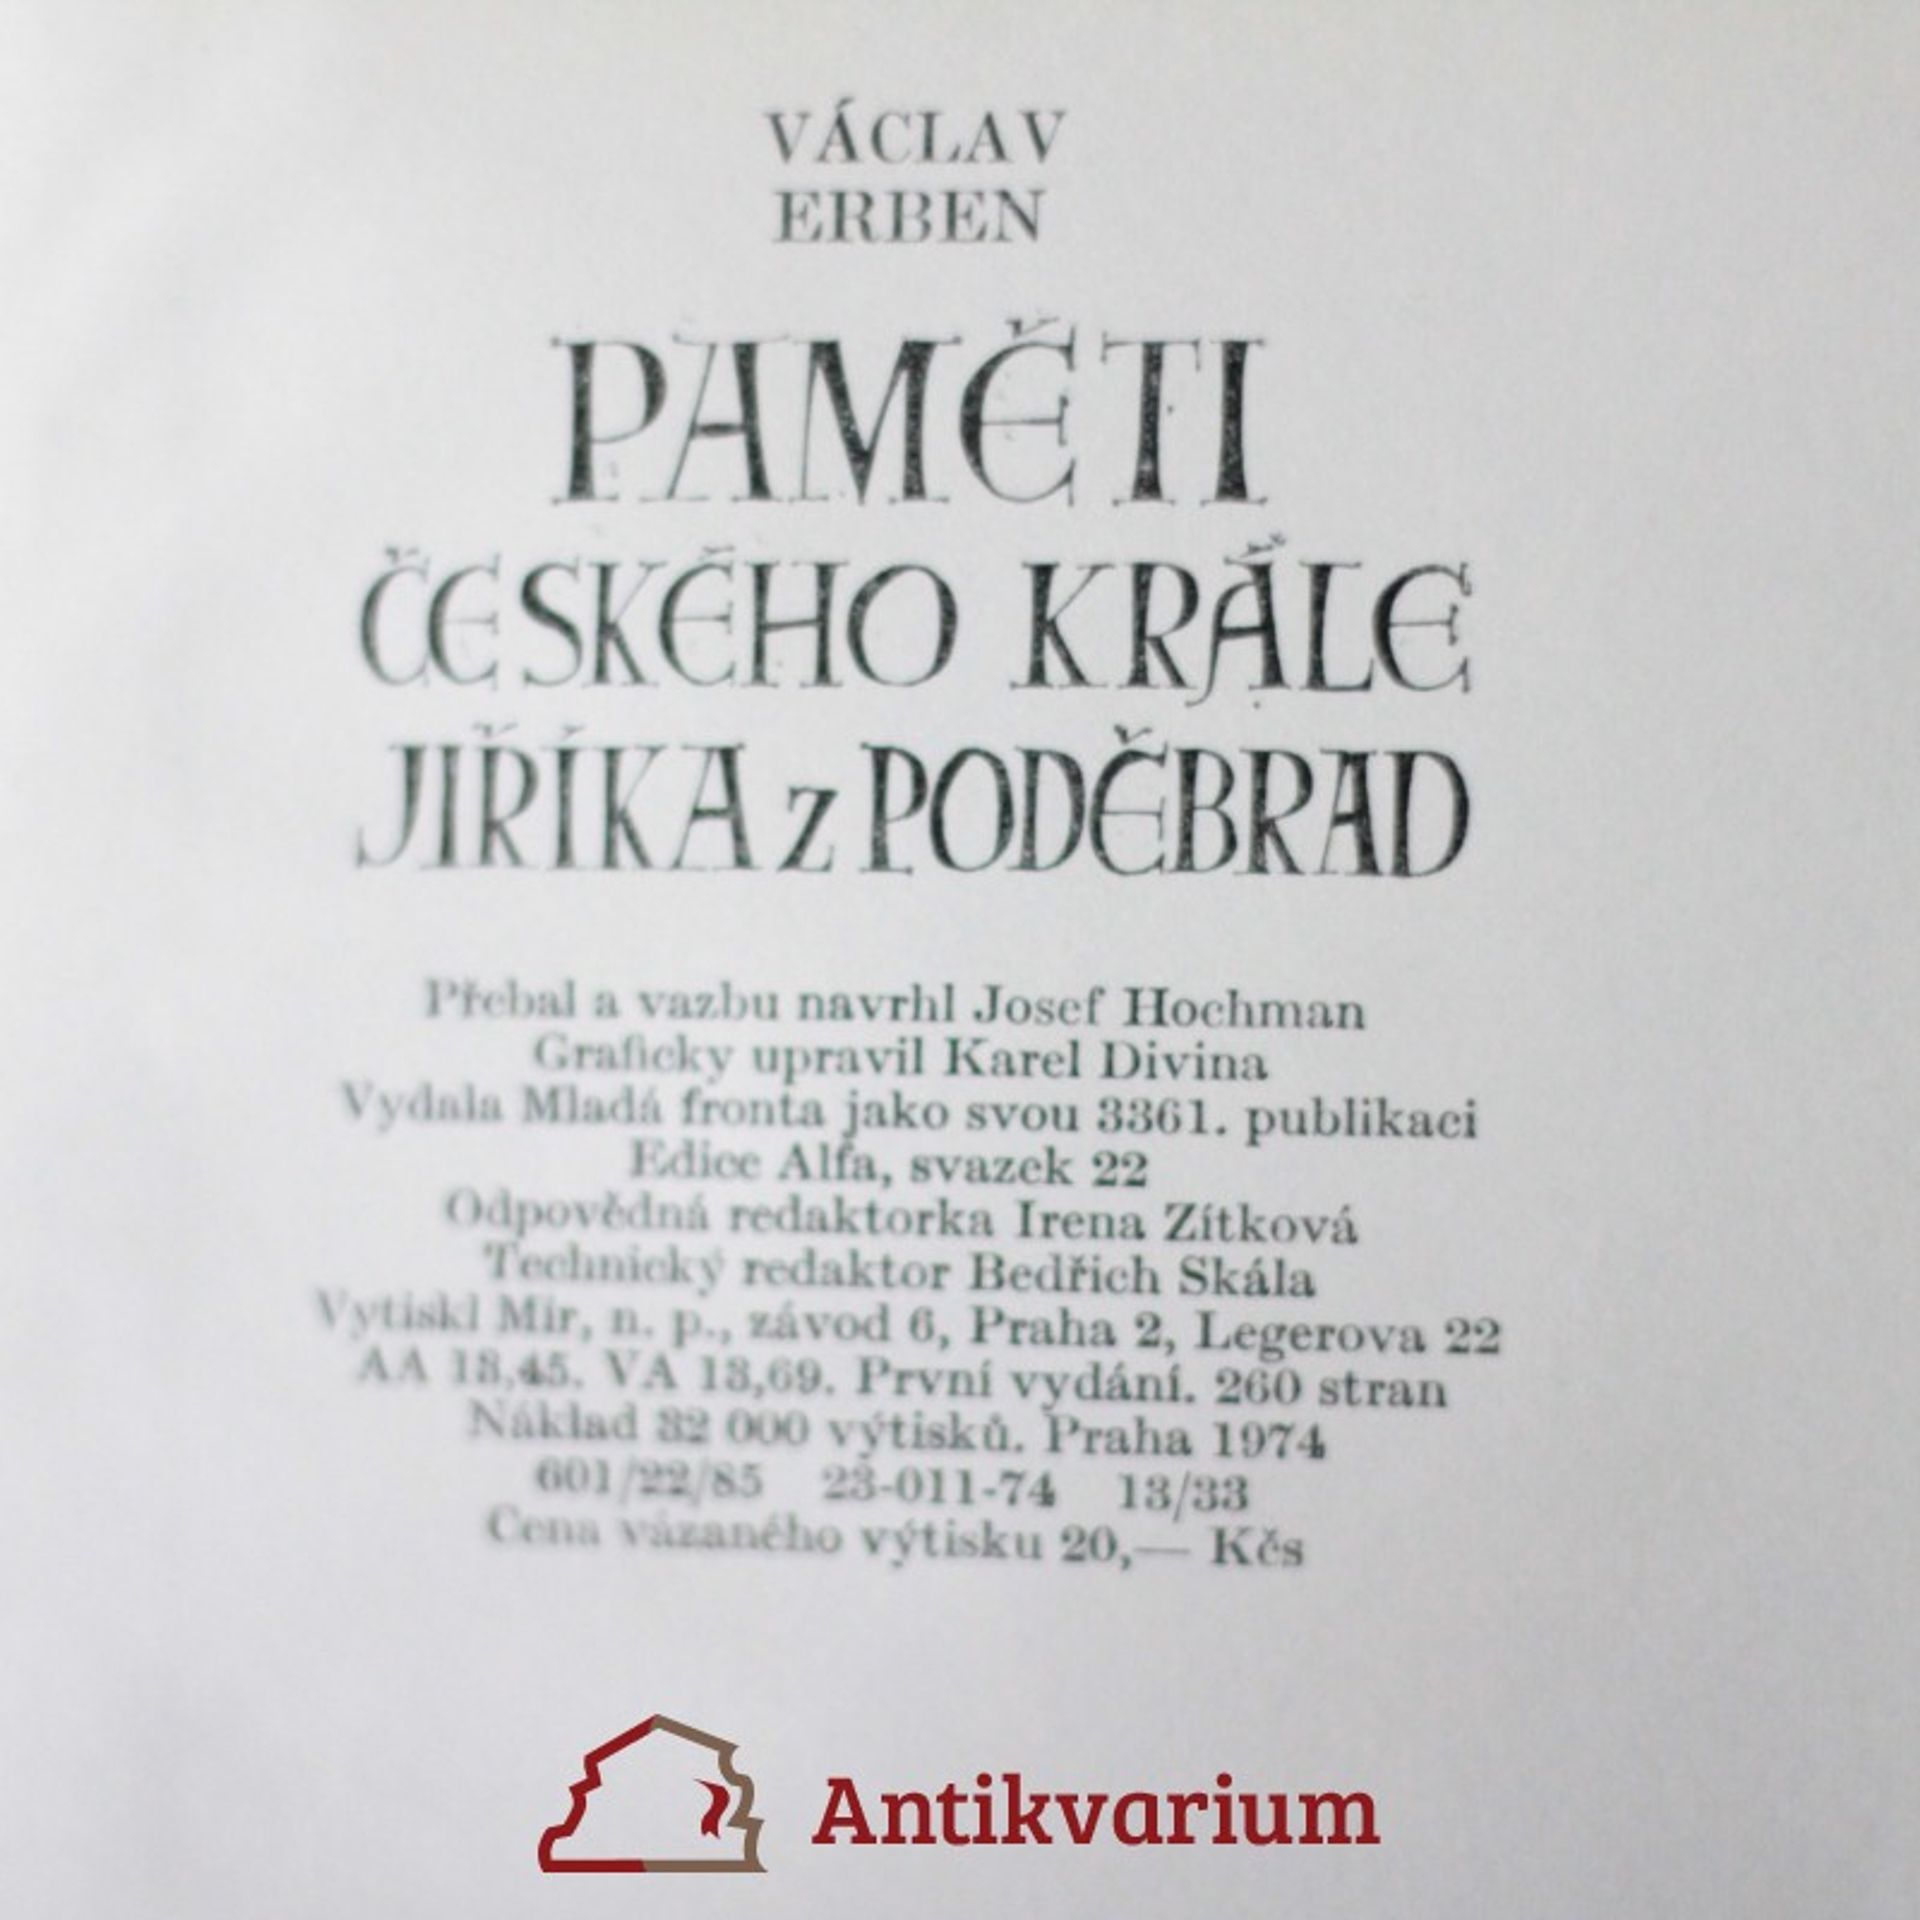 VÁCLAV
ERBEN
PAMĚTI
ČESKÉHO KRÁLE
JIŘÍKA z PODĚBRAD
Přebal a vazbu navrhl Josef Hochman
Graficky upravil Karel Divina
Vydala Mladá fronta jako svou 3361. publikaci
Edice Alfa, svazek 22
Odpovědná redaktorka Irena Zítková
Technický redaktor Bedřich Skála
Vytiskl Mír, n. p., závod 6, Praha 2, Legerova 22
AA 13,45. VA 13,69. První vydání. 260 stran
Náklad 32 000 výtisků. Praha 1974
601/22/85 23-011-74 13/33
Cena vázaného výtisku 20,— Kčs
Antikvarium